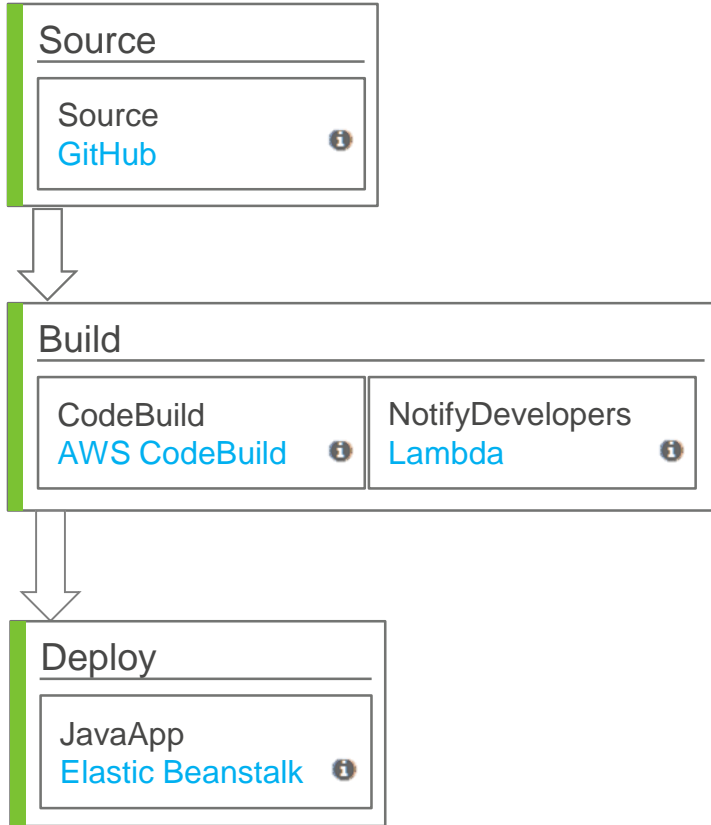 Source
Source
GitHub
Build
CodeBuild
AWS CodeBuild
NotifyDevelopers
Lambda
Deploy
JavaApp
Elastic Beanstalk